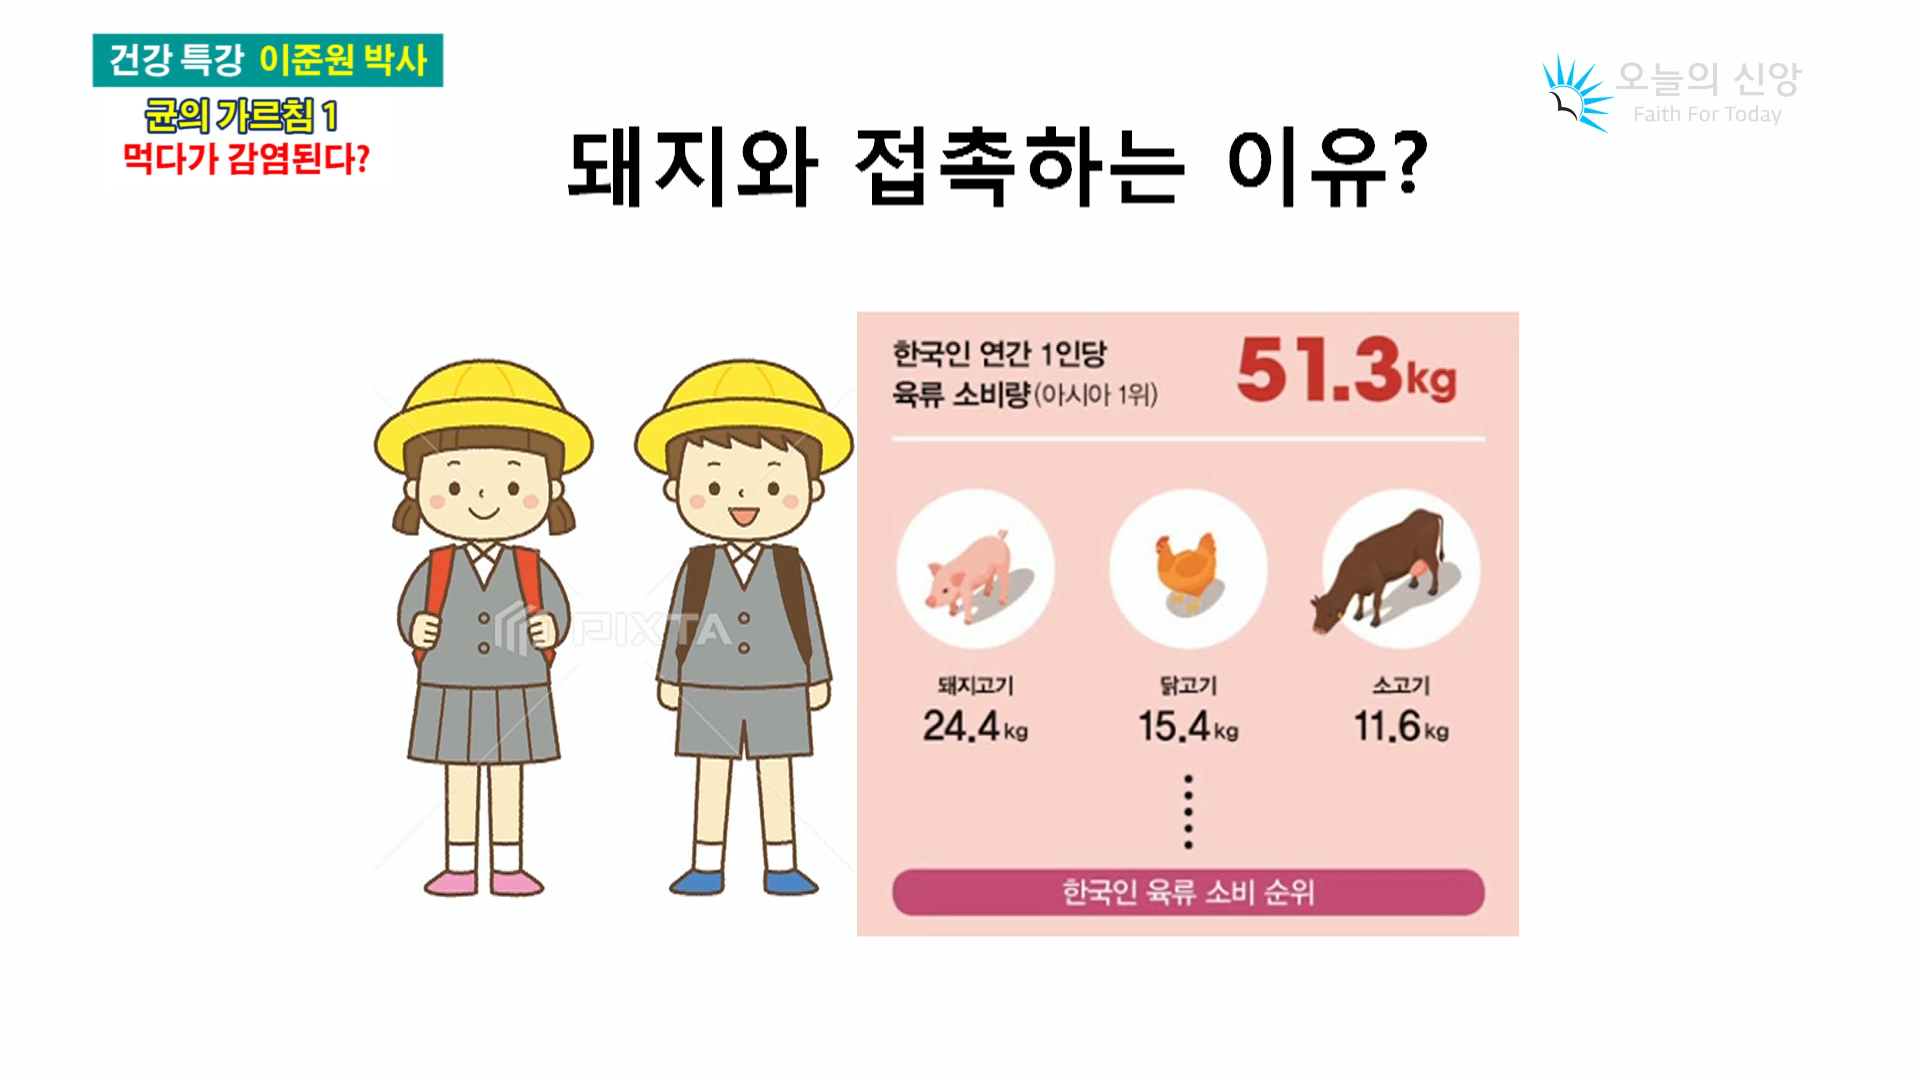 건강 특강 이준원 박사
균의 가르침 1
먹다가 감염된다?
오늘의 신앙
Faith For Today
돼지와 접촉하는 이유?
한국인 연간 1인당
육류 소비량(아시아 1위)
51.3kg
돼지고기
24.4kg
닭고기
15.4kg
소고기
11.6kg
한국인 육류 소비 순위
PIXTA